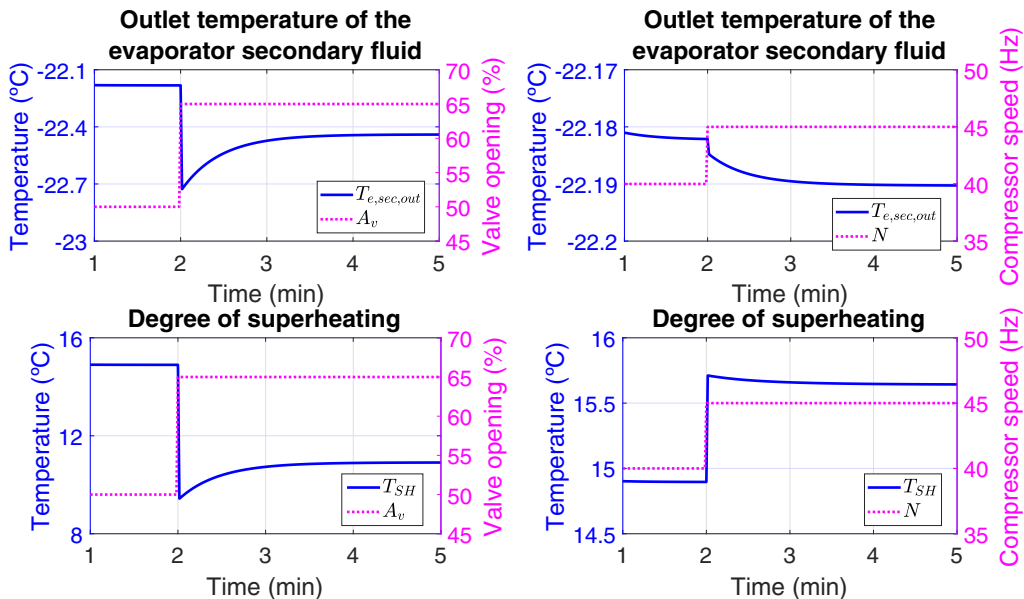 Outlet temperature of the
evaporator secondary fluid
Temperature (ºC)
-22.1
-22.4
-22.7
-23
70
65
60
55
50
45
Valve opening (%)
T_{e,sec,out}
A_v
1 2 3 4 5
Time (min)
Outlet temperature of the
evaporator secondary fluid
Temperature (ºC)
-22.17
-22.18
-22.19
-22.2
50
45
40
35
Compressor speed (Hz)
T_{e,sec,out}
N
1 2 3 4 5
Time (min)
Degree of superheating
Temperature (ºC)
16
12
8
70
65
60
55
50
45
Valve opening (%)
T_{SH}
A_v
1 2 3 4 5
Time (min)
Degree of superheating
Temperature (ºC)
16
15.5
15
14.5
50
45
40
35
Compressor speed (Hz)
T_{SH}
N
1 2 3 4 5
Time (min)